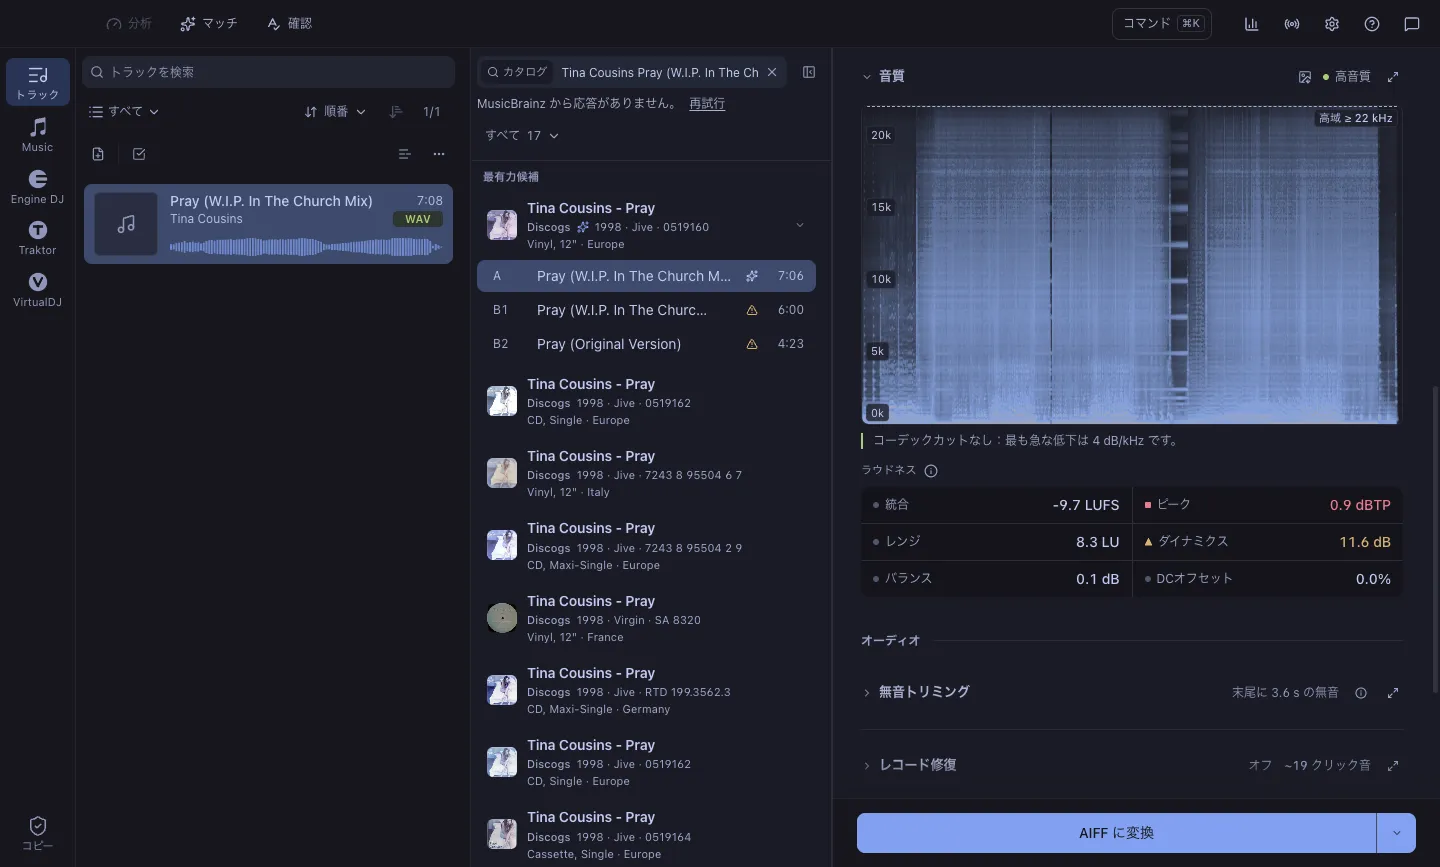 分析
マッチ
確認
コマンド ⌘K
トラック
Music
Engine DJ
Traktor
VirtualDJ
コピー
トラックを検索
すべて
順番
1/1
Pray (W.I.P. In The Church Mix) 7:08
Tina Cousins WAV
カタログ Tina Cousins Pray (W.I.P. In The Ch
MusicBrainz から応答がありません。 再試行
すべて 17
最有力候補
Tina Cousins - Pray
Discogs 1998 · Jive · 0519160
Vinyl, 12" · Europe
A Pray (W.I.P. In The Church M... 7:06
B1 Pray (W.I.P. In The Churc... 6:00
B2 Pray (Original Version) 4:23
Tina Cousins - Pray
Discogs 1998 · Jive · 0519162
CD, Single · Europe
Tina Cousins - Pray
Discogs 1998 · Jive · 7243 8 95504 6 7
Vinyl, 12" · Italy
Tina Cousins - Pray
Discogs 1998 · Jive · 7243 8 95504 2 9
CD, Maxi-Single · Europe
Tina Cousins - Pray
Discogs 1998 · Virgin · SA 8320
Vinyl, 12" · France
Tina Cousins - Pray
Discogs 1998 · Jive · RTD 199.3562.3
CD, Maxi-Single · Germany
Tina Cousins - Pray
Discogs 1998 · Jive · 0519162
CD, Single · Europe
Tina Cousins - Pray
Discogs 1998 · Jive · 0519164
Cassette, Single · Europe
音質 高音質
高域 ≥ 22 kHz
20k
15k
10k
5k
0k
コーデックカットなし：最も急な低下は 4 dB/kHz です。
ラウドネス
統合 -9.7 LUFS ピーク 0.9 dBTP
レンジ 8.3 LU ダイナミクス 11.6 dB
バランス 0.1 dB DCオフセット 0.0%
オーディオ
無音トリミング 末尾に 3.6 s の無音
レコード修復 オフ ~19 クリック音
AIFF に変換